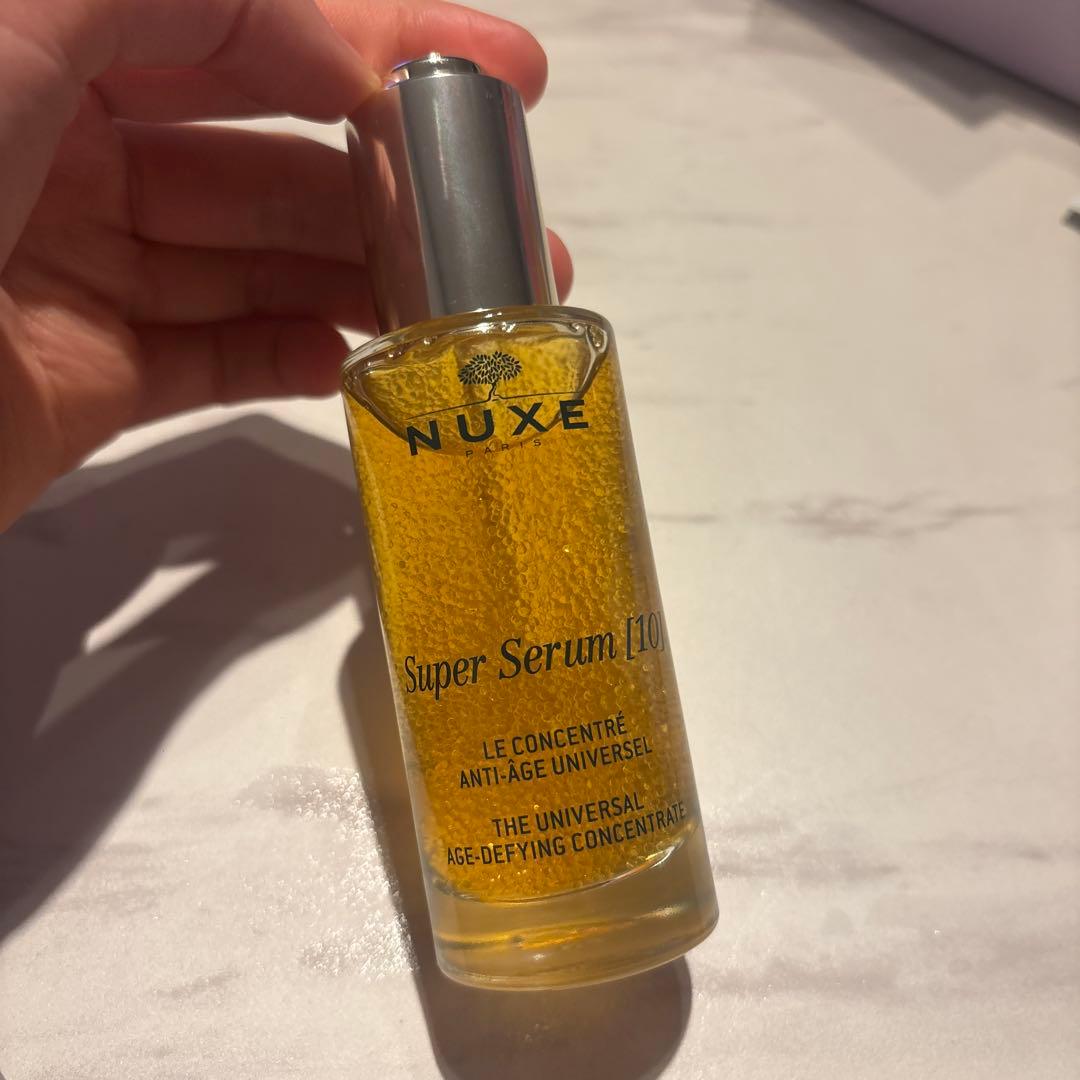 NUXE
PARIS
Super Serum [10]
LE CONCENTRÉ
ANTI-ÂGE UNIVERSEL
THE UNIVERSAL
AGE-DEFYING CONCENTRATE